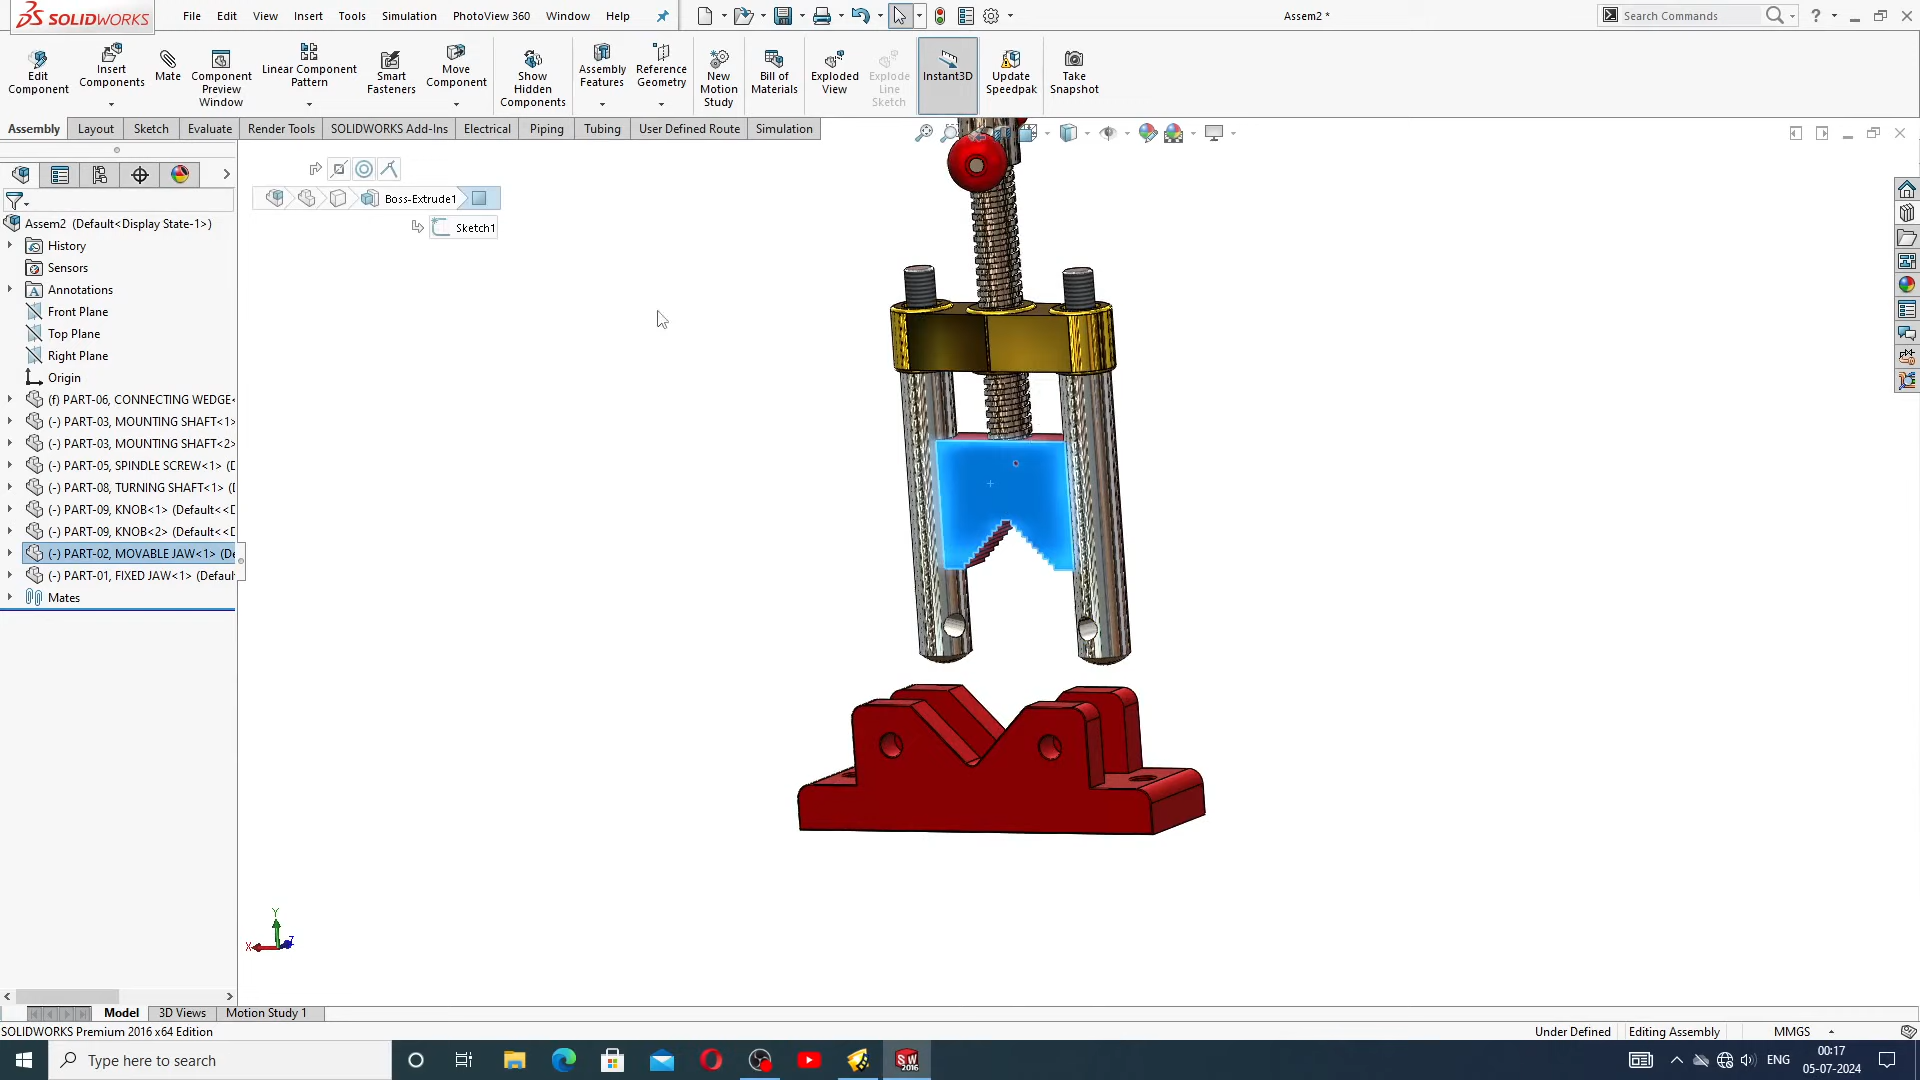 SOLIDWORKS
File Edit View Insert Tools Simulation PhotoView 360 Window Help
Assem2 *
Search Commands
Edit Component
Insert Components
Mate
Component Preview Window
Linear Component Pattern
Smart Fasteners
Move Component
Show Hidden Components
Assembly Features
Reference Geometry
New Motion Study
Bill of Materials
Exploded View
Explode Line Sketch
Instant3D
Update Speedpak
Take Snapshot
Assembly Layout Sketch Evaluate Render Tools SOLIDWORKS Add-Ins Electrical Piping Tubing User Defined Route Simulation
Boss-Extrude1
Sketch1
Assem2 (Default<Display State-1>)
History
Sensors
Annotations
Front Plane
Top Plane
Right Plane
Origin
(f) PART-06, CONNECTING WEDGE<
(-) PART-03, MOUNTING SHAFT<1>
(-) PART-03, MOUNTING SHAFT<2>
(-) PART-05, SPINDLE SCREW<1> (D
(-) PART-08, TURNING SHAFT<1> (D
(-) PART-09, KNOB<1> (Default<<D
(-) PART-09, KNOB<2> (Default<<D
(-) PART-02, MOVABLE JAW<1> (De
(-) PART-01, FIXED JAW<1> (Defaul
Mates
Y
X
Z
Model 3D Views Motion Study 1
SOLIDWORKS Premium 2016 x64 Edition
Under Defined Editing Assembly MMGS
Type here to search
SW
2016
ENG
00:17
05-07-2024